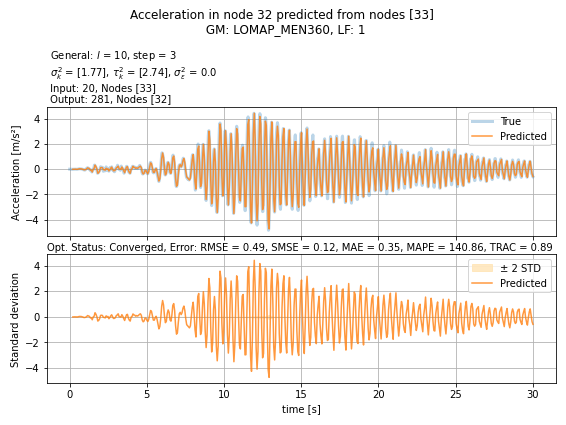 Acceleration in node 32 predicted from nodes [33]
GM: LOMAP_MEN360, LF: 1
General: l = 10, step = 3
σ²ₖ = [1.77], τ²ₖ = [2.74], σ²ε = 0.0
Input: 20, Nodes [33]
Output: 281, Nodes [32]
Acceleration [m/s²]
4
2
0
−2
−4
True
Predicted
Opt. Status: Converged, Error: RMSE = 0.49, SMSE = 0.12, MAE = 0.35, MAPE = 140.86, TRAC = 0.89
Standard deviation
4
2
0
−2
−4
± 2 STD
Predicted
0 5 10 15 20 25 30
time [s]